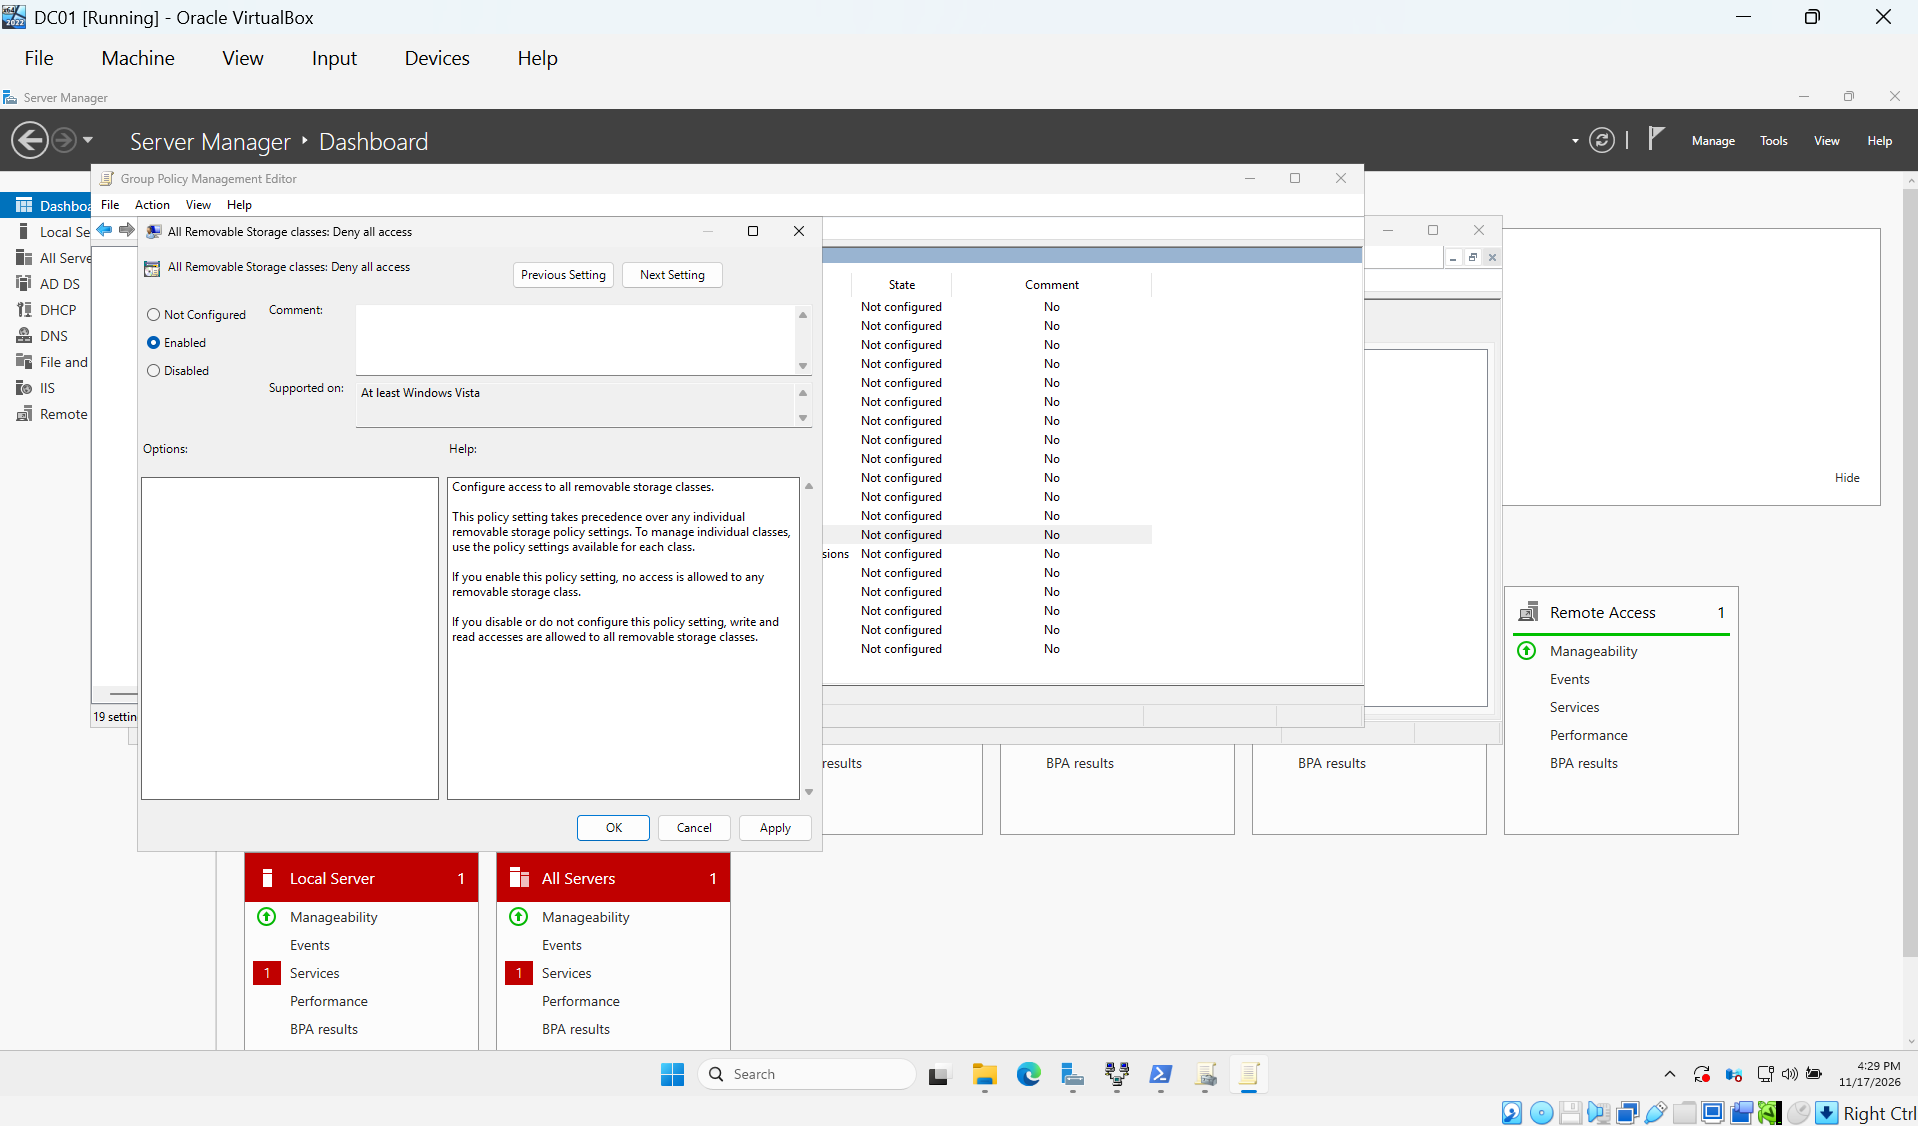 DC01 [Running] - Oracle VirtualBox
File Machine View Input Devices Help
Server Manager
Server Manager Dashboard
Manage Tools View Help
Group Policy Management Editor
File Action View Help
Dashboa
Local Se
All Serve
AD DS
DHCP
DNS
File and
IIS
Remote
All Removable Storage classes: Deny all access
All Removable Storage classes: Deny all access
Previous Setting Next Setting
Not Configured
Enabled
Disabled
Comment:
Supported on:
At least Windows Vista
Options:
Help:
Configure access to all removable storage classes.
This policy setting takes precedence over any individual
removable storage policy settings. To manage individual classes,
use the policy settings available for each class.
If you enable this policy setting, no access is allowed to any
removable storage class.
If you disable or do not configure this policy setting, write and
read accesses are allowed to all removable storage classes.
OK Cancel Apply
State Comment
Not configured No
Not configured No
Not configured No
Not configured No
Not configured No
Not configured No
Not configured No
Not configured No
Not configured No
Not configured No
Not configured No
Not configured No
Not configured No
sions Not configured No
Not configured No
Not configured No
Not configured No
Not configured No
Not configured No
19 settin
Hide
results
BPA results
BPA results
Remote Access 1
Manageability
Events
Services
Performance
BPA results
Local Server 1
Manageability
Events
1 Services
Performance
BPA results
All Servers 1
Manageability
Events
1 Services
Performance
BPA results
Search
4:29 PM
11/17/2026
Right Ctrl